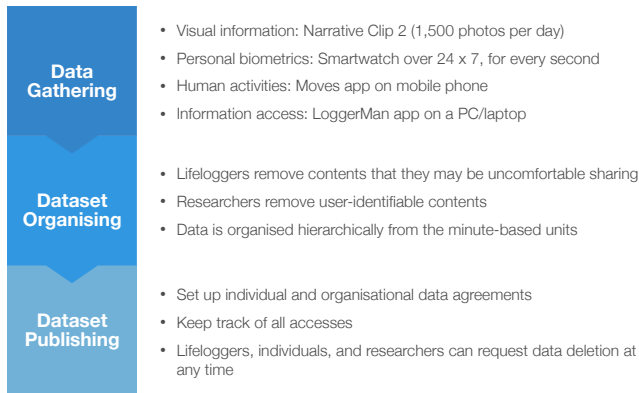 Data
Gathering
• Visual information: Narrative Clip 2 (1,500 photos per day)
• Personal biometrics: Smartwatch over 24 x 7, for every second
• Human activities: Moves app on mobile phone
• Information access: LoggerMan app on a PC/laptop
Dataset
Organising
• Lifeloggers remove contents that they may be uncomfortable sharing
• Researchers remove user-identifiable contents
• Data is organised hierarchically from the minute-based units
Dataset
Publishing
• Set up individual and organisational data agreements
• Keep track of all accesses
• Lifeloggers, individuals, and researchers can request data deletion at
any time